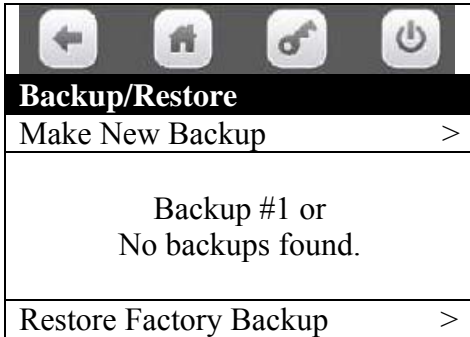 Backup/Restore
Make New Backup >
Backup #1 or
No backups found.
Restore Factory Backup >